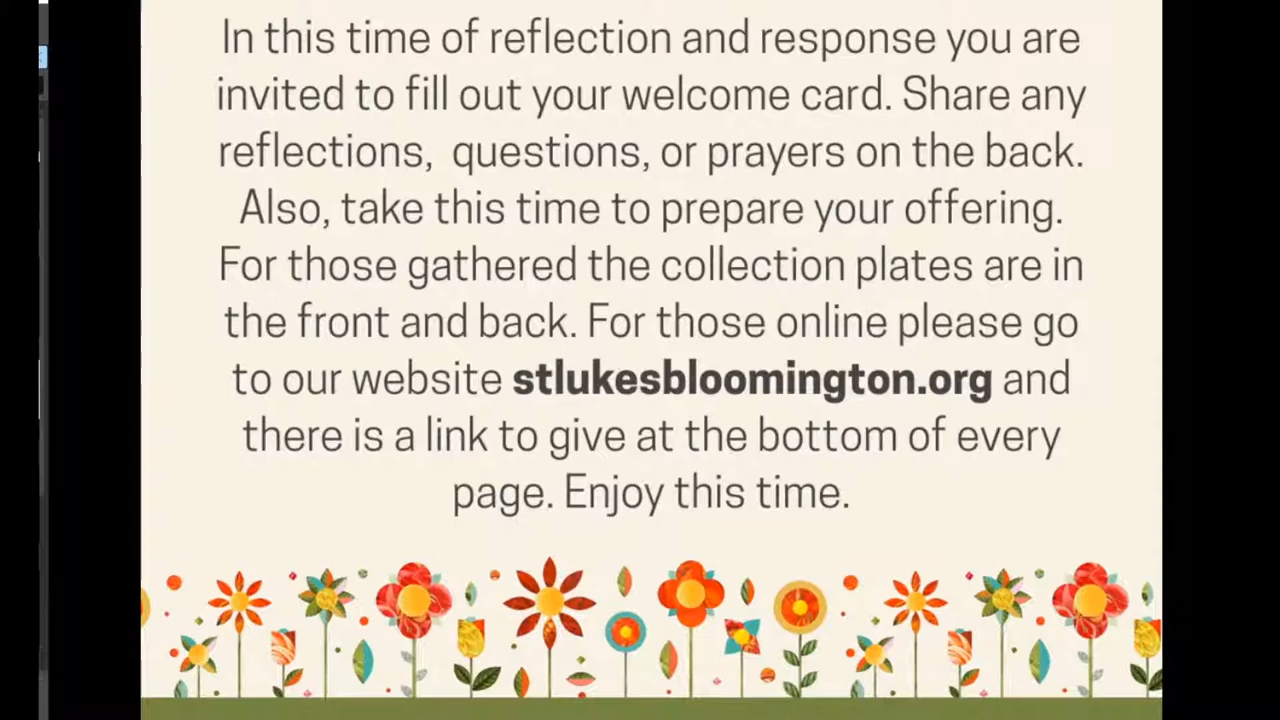 In this time of reflection and response you are
invited to fill out your welcome card. Share any
reflections,  questions, or prayers on the back.
Also, take this time to prepare your offering.
For those gathered the collection plates are in
the front and back. For those online please go
to our website stlukesbloomington.org and
there is a link to give at the bottom of every
page. Enjoy this time.